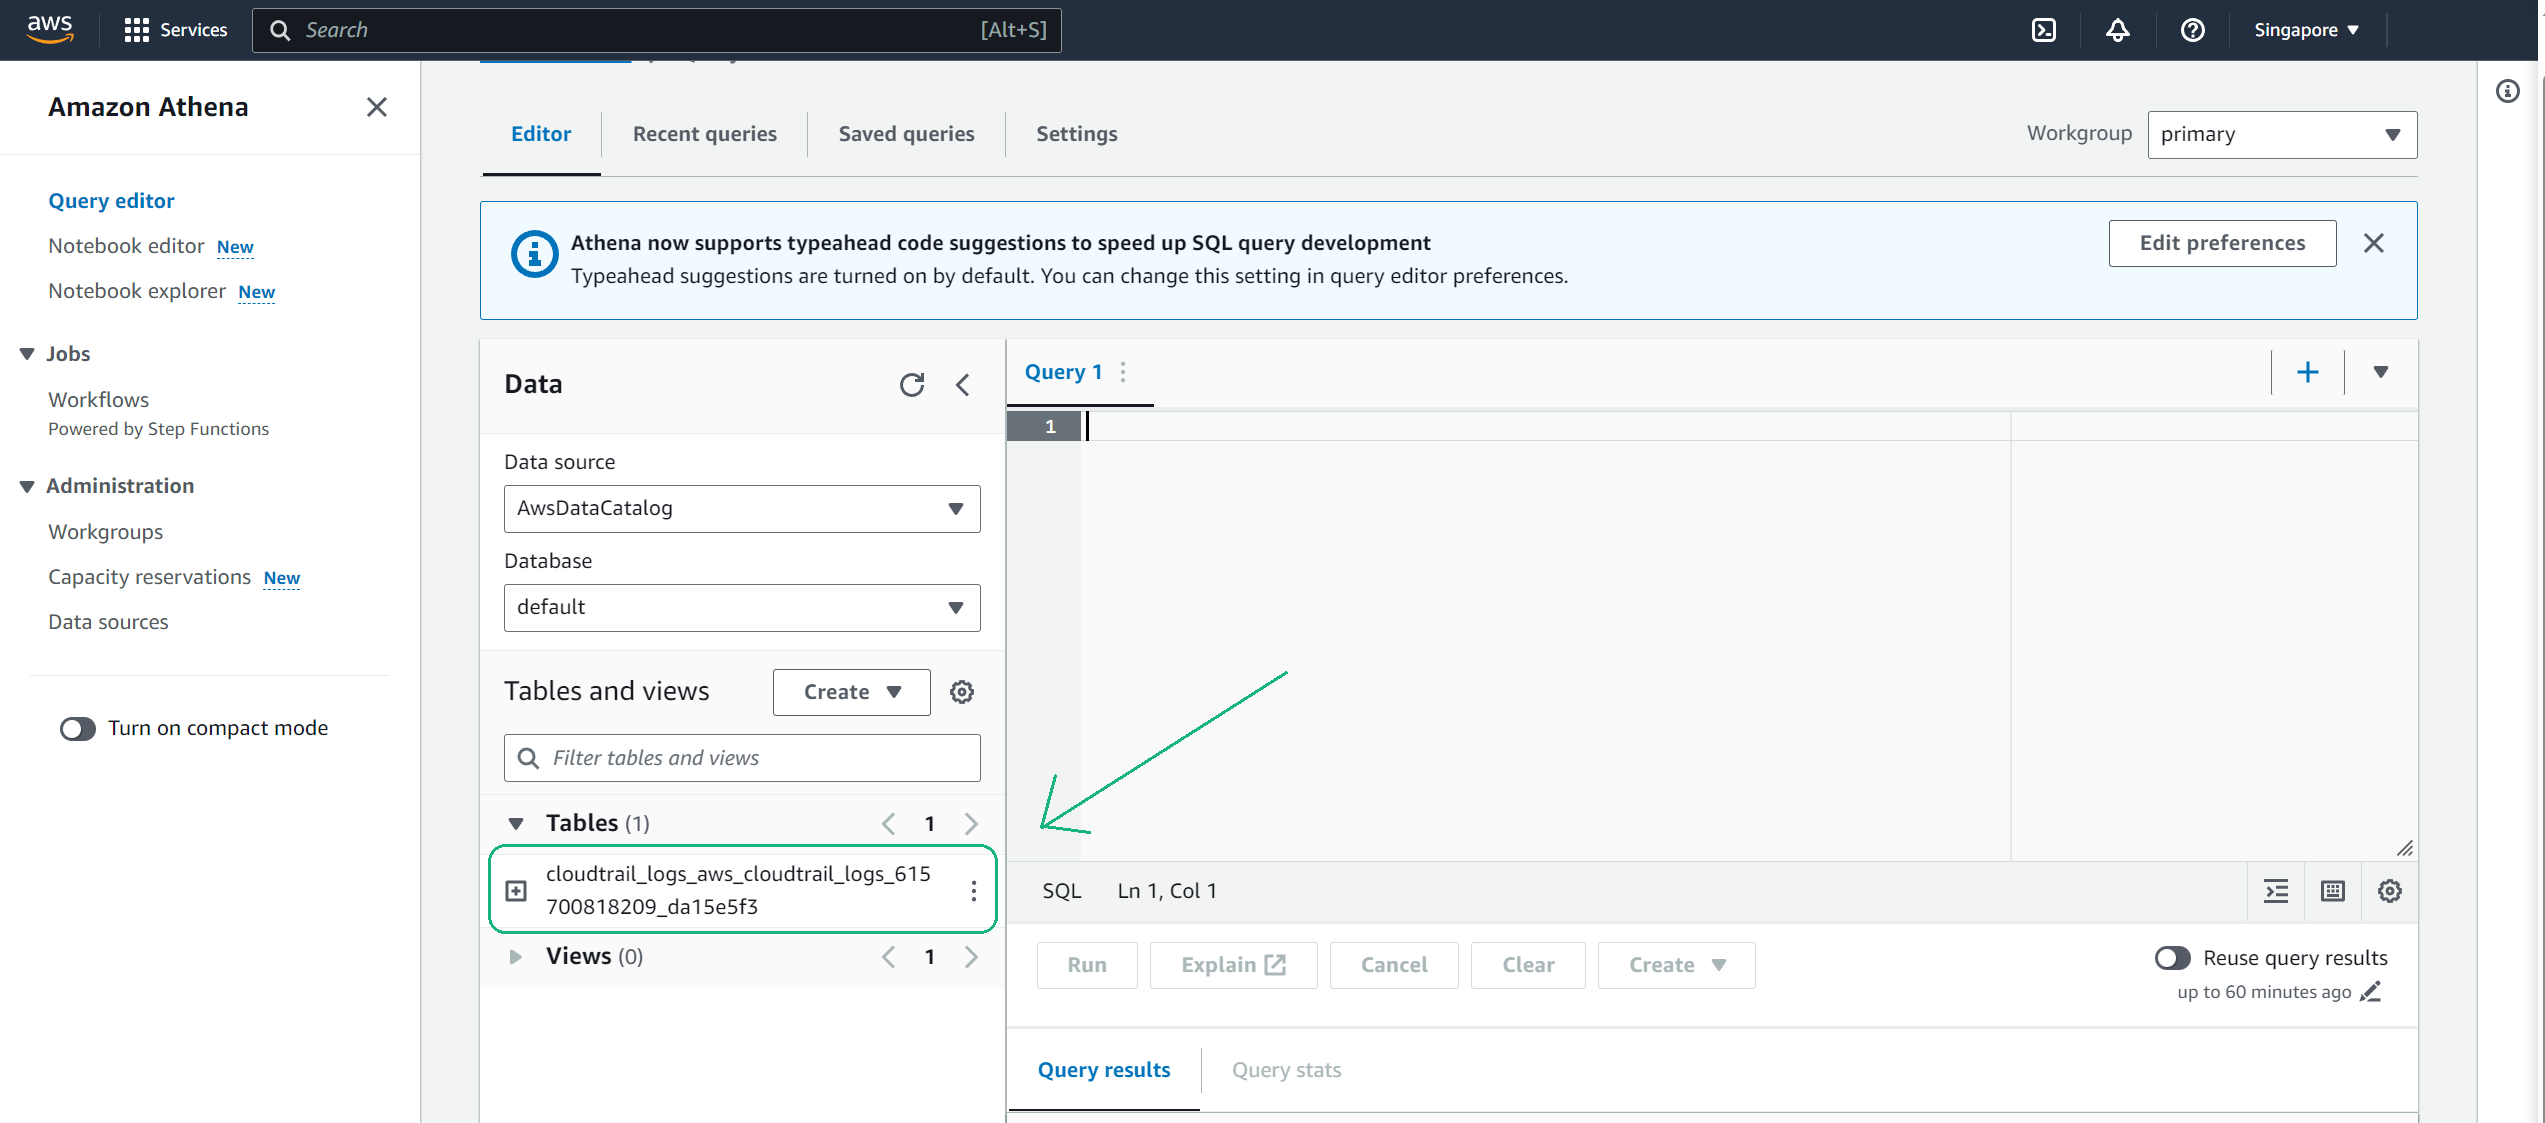 aws
Services
Search
[Alt+S]
Singapore
Amazon Athena
Query editor
Notebook editor New
Notebook explorer New
Jobs
Workflows
Powered by Step Functions
Administration
Workgroups
Capacity reservations New
Data sources
Turn on compact mode
Editor
Recent queries
Saved queries
Settings
Workgroup
primary
Athena now supports typeahead code suggestions to speed up SQL query development
Typeahead suggestions are turned on by default. You can change this setting in query editor preferences.
Edit preferences
Data
Data source
AwsDataCatalog
Database
default
Tables and views
Create
Filter tables and views
Tables (1)
1
cloudtrail_logs_aws_cloudtrail_logs_615
700818209_da15e5f3
Views (0)
1
Query 1
1
SQL
Ln 1, Col 1
Run
Explain
Cancel
Clear
Create
Reuse query results
up to 60 minutes ago
Query results
Query stats